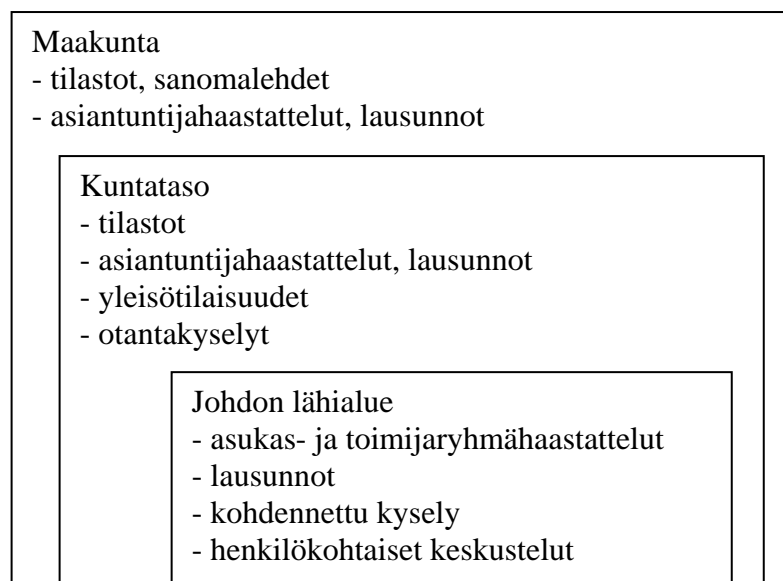 Maakunta
- tilastot, sanomalehdet
- asiantuntijahaastattelut, lausunnot
Kuntataso
- tilastot
- asiantuntijahaastattelut, lausunnot
- yleisötilaisuudet
- otantakyselyt
Johdon lähialue
- asukas- ja toimijaryhmähaastattelut
- lausunnot
- kohdennettu kysely
- henkilökohtaiset keskustelut